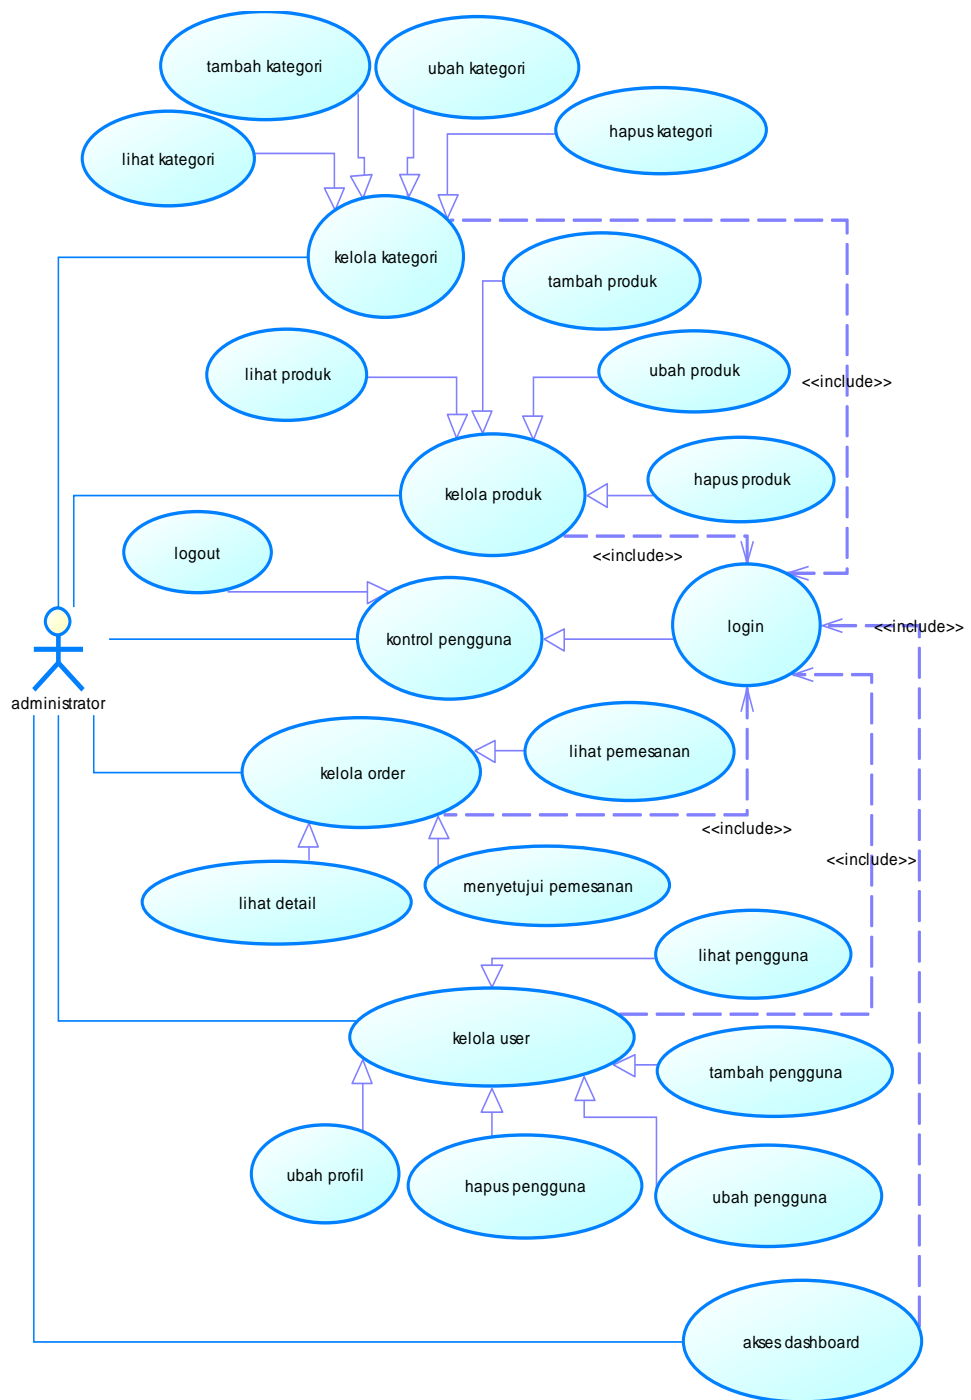 tambah kategori
ubah kategori
hapus kategori
lihat kategori
kelola kategori
tambah produk
lihat produk
ubah produk
<<include>>
kelola produk
hapus produk
logout
<<include>>
kontrol pengguna
login
<<include>>
administrator
kelola order
lihat pemesanan
<<include>>
<<include>>
lihat detail
menyetujui pemesanan
lihat pengguna
kelola user
tambah pengguna
ubah profil
hapus pengguna
ubah pengguna
akses dashboard